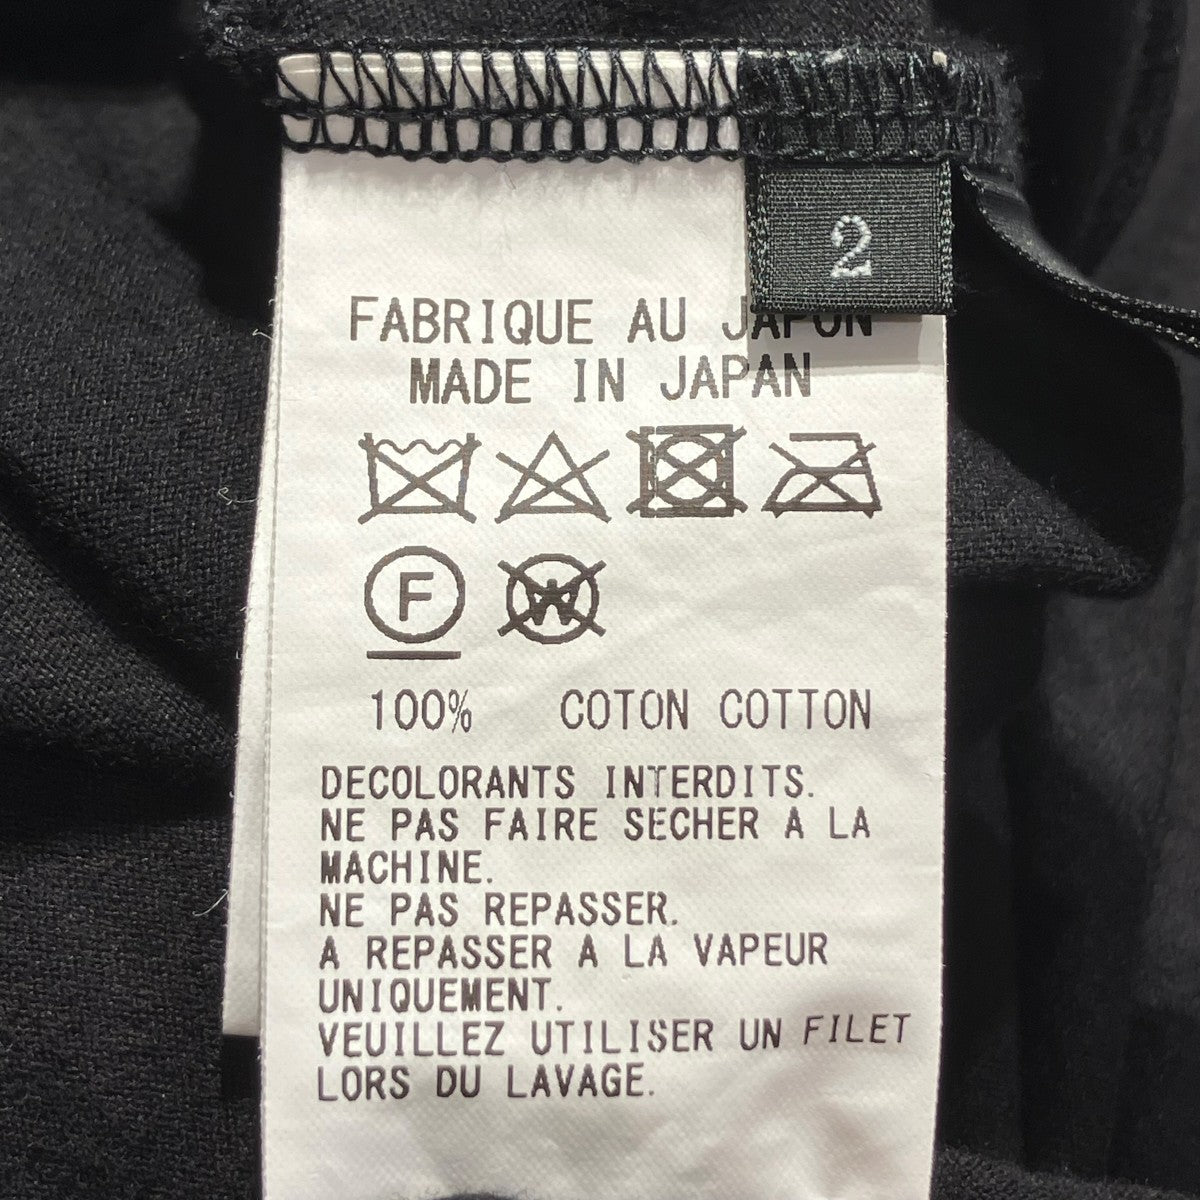 2
FABRIQUE AU JAPON
MADE IN JAPAN
F W
100% COTON COTTON
DECOLORANTS INTERDITS.
NE PAS FAIRE SECHER A LA
MACHINE.
NE PAS REPASSER.
A REPASSER A LA VAPEUR
UNIQUEMENT.
VEUILLEZ UTILISER UN FILET
LORS DU LAVAGE.